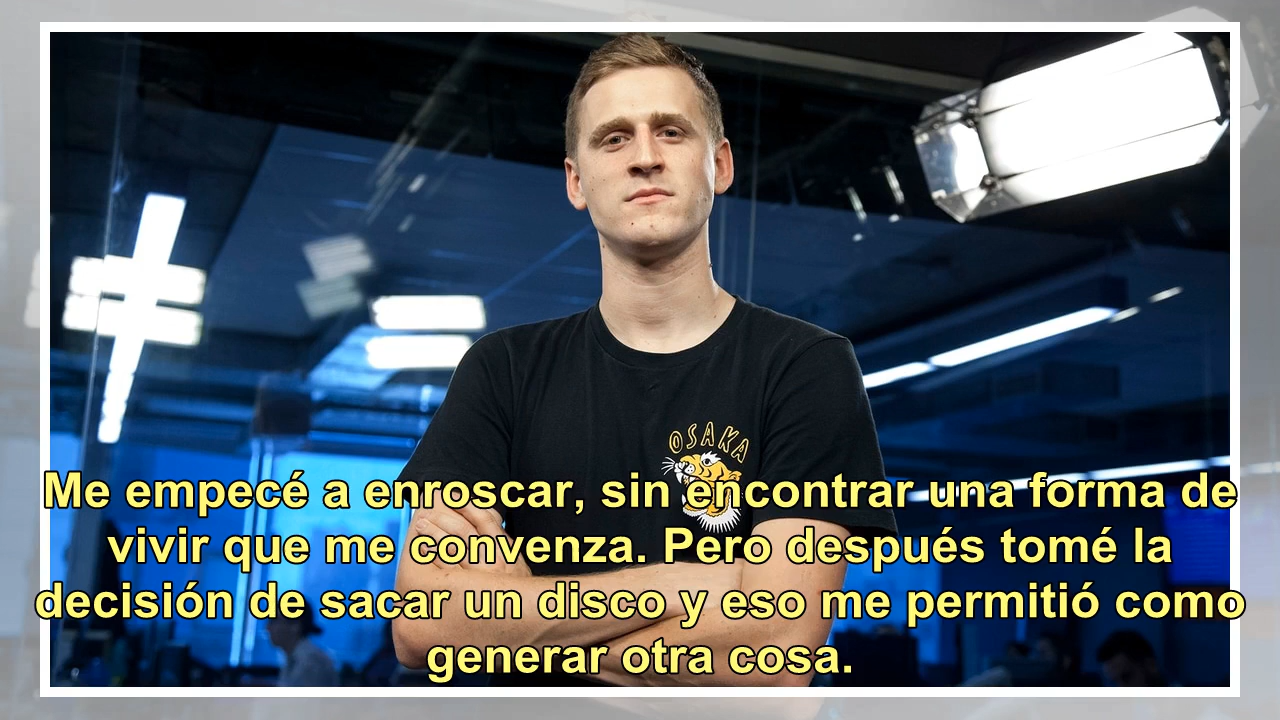 OSAKA
Me empecé a enroscar, sin encontrar una forma de
vivir que me convenza. Pero después tomé la
decisión de sacar un disco y eso me permitió como
generar otra cosa.